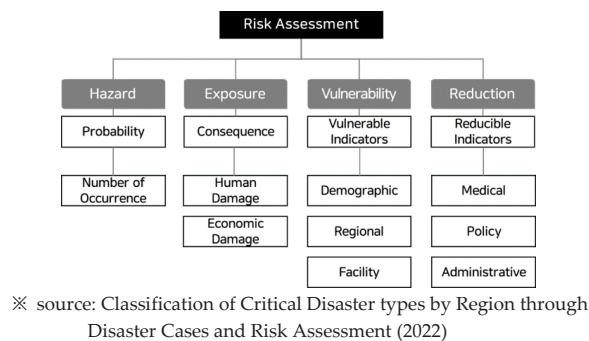 Risk Assessment
Hazard
Exposure
Vulnerability
Reduction
Probability
Consequence
Vulnerable
Indicators
Reducible
Indicators
Number of
Occurrence
Human
Damage
Demographic
Medical
Economic
Damage
Regional
Policy
Facility
Administrative
※ source: Classification of Critical Disaster types by Region through
Disaster Cases and Risk Assessment (2022)